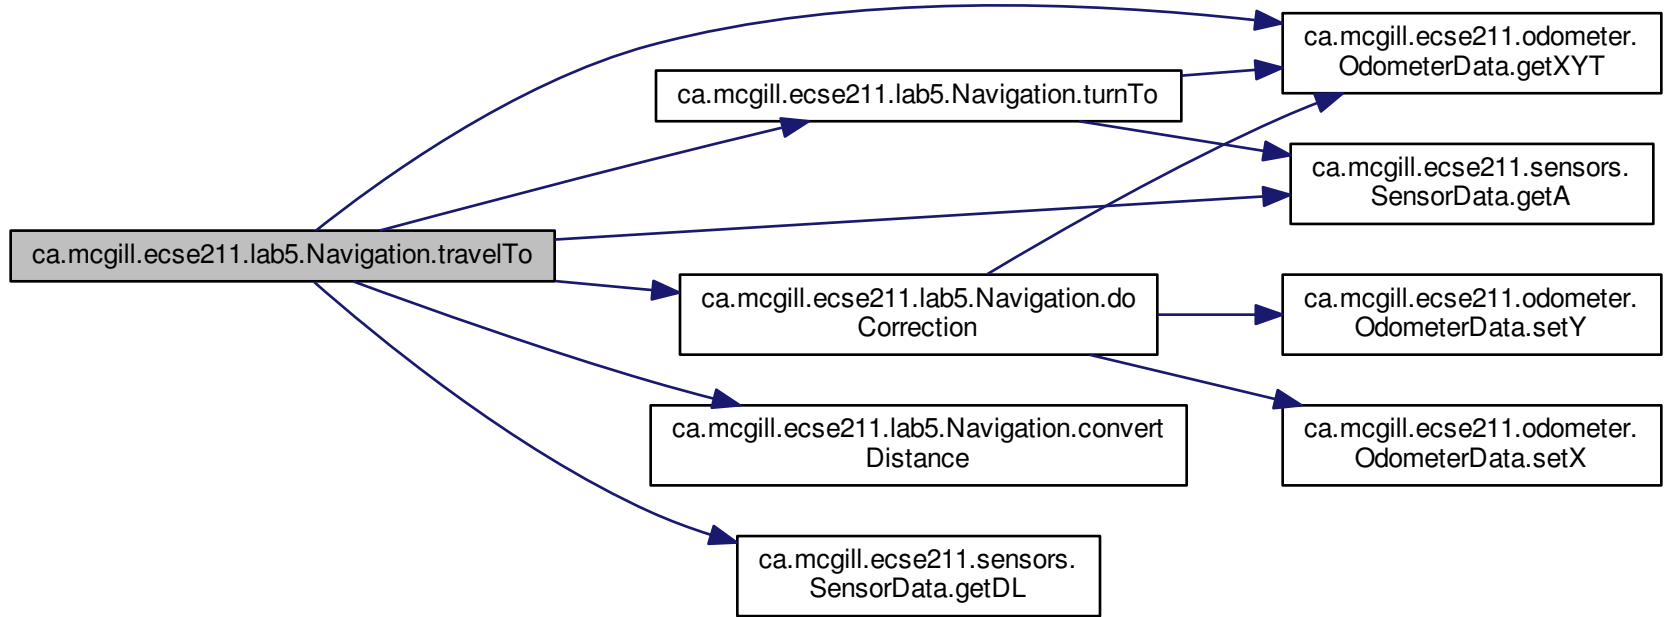 ca.mcgill.ecse211.odometer.
OdometerData.getXYT
ca.mcgill.ecse211.lab5.Navigation.turnTo
ca.mcgill.ecse211.sensors.
SensorData.getA
ca.mcgill.ecse211.lab5.Navigation.travelTo
ca.mcgill.ecse211.lab5.Navigation.do
Correction
ca.mcgill.ecse211.odometer.
OdometerData.setY
ca.mcgill.ecse211.lab5.Navigation.convert
Distance
ca.mcgill.ecse211.odometer.
OdometerData.setX
ca.mcgill.ecse211.sensors.
SensorData.getDL